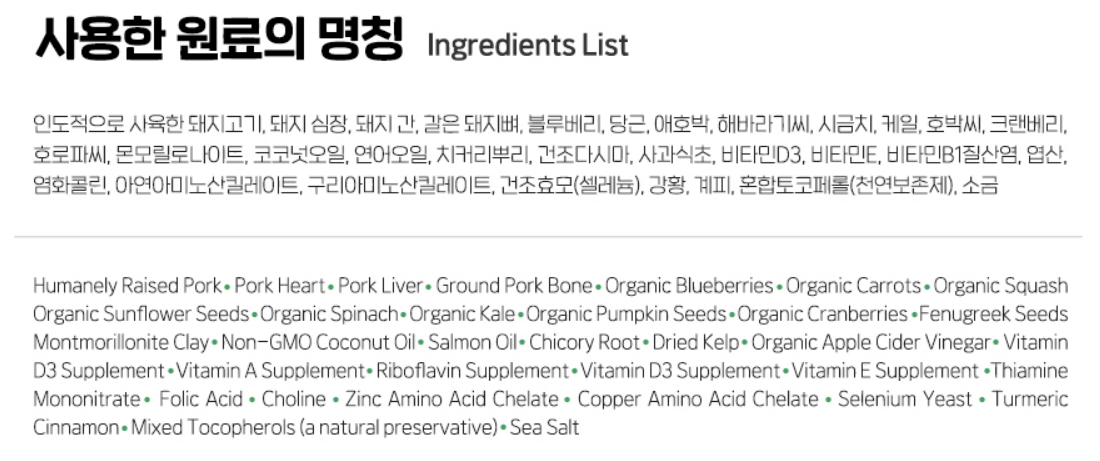 사용한 원료의 명칭 Ingredients List
인도적으로 사육한 돼지고기, 돼지 심장, 돼지 간, 갈은 돼지뼈, 블루베리, 당근, 애호박, 해바라기씨, 시금치, 케일, 호박씨, 크랜베리,
호로파씨, 몬모릴로나이트, 코코넛오일, 연어오일, 치커리뿌리, 건조다시마, 사과식초, 비타민D3, 비타민E, 비타민B1질산염, 엽산,
염화콜린, 아연아미노산킬레이트, 구리아미노산킬레이트, 건조효모(셀레늄), 강황, 계피, 혼합토코페롤(천연보존제), 소금
Humanely Raised Pork• Pork Heart• Pork Liver• Ground Pork Bone• Organic Blueberries• Organic Carrots• Organic Squash
Organic Sunflower Seeds•Organic Spinach•Organic Kale•Organic Pumpkin Seeds•Organic Cranberries •Fenugreek Seeds
Montmorillonite Clay•Non-GMO Coconut Oil• Salmon Oil• Chicory Root•Dried Kelp•Organic Apple Cider Vinegar• Vitamin
D3 Supplement•Vitamin A Supplement•Riboflavin Supplement•Vitamin D3 Supplement•Vitamin E Supplement •Thiamine
Mononitrate• Folic Acid • Choline • Zinc Amino Acid Chelate • Copper Amino Acid Chelate • Selenium Yeast • Turmeric
Cinnamon•Mixed Tocopherols (a natural preservative)•Sea Salt